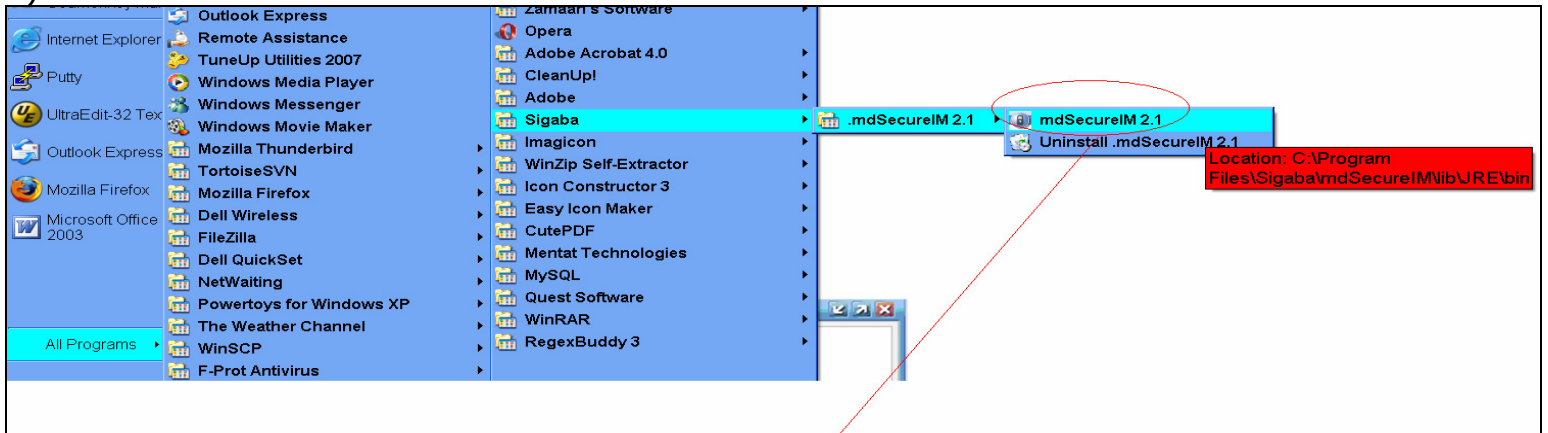 Internet Explorer
Putty
UltraEdit-32 Tex
Outlook Express
Mozilla Firefox
Microsoft Office
2003
All Programs
Outlook Express
Remote Assistance
TuneUp Utilities 2007
Windows Media Player
Windows Messenger
Windows Movie Maker
Mozilla Thunderbird
TortoiseSVN
Mozilla Firefox
Dell Wireless
FileZilla
Dell QuickSet
NetWaiting
Powertoys for Windows XP
The Weather Channel
WinSCP
F-Prot Antivirus
Zamaan's Software
Opera
Adobe Acrobat 4.0
CleanUp!
Adobe
Sigaba
Imagicon
WinZip Self-Extractor
Icon Constructor 3
Easy Icon Maker
CutePDF
Mentat Technologies
MySQL
Quest Software
WinRAR
RegexBuddy 3
.mdSecureIM 2.1
mdSecureIM 2.1
Uninstall .mdSecureIM 2.1
Location: C:\Program
Files\Sigaba\mdSecureIM\lib\JRE\bin